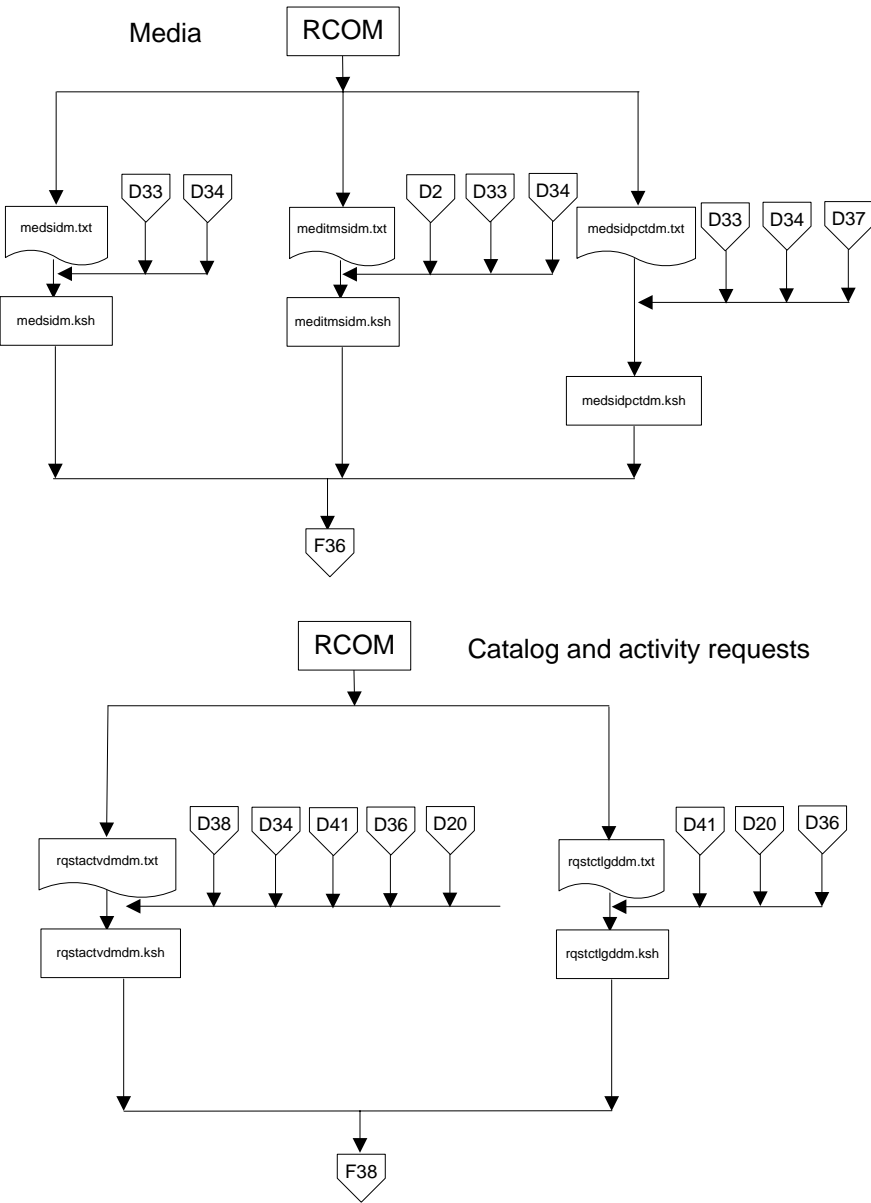 Media
RCOM
D33
D34
D2
D33
D34
D33
D34
D37
medsidm.txt
meditmsidm.txt
medsidpctdm.txt
medsidm.ksh
meditmsidm.ksh
medsidpctdm.ksh
F36
RCOM
Catalog and activity requests
D38
D34
D41
D36
D20
D41
D20
D36
rqstactvdmdm.txt
rqstctlgddm.txt
rqstactvdmdm.ksh
rqstctlgddm.ksh
F38